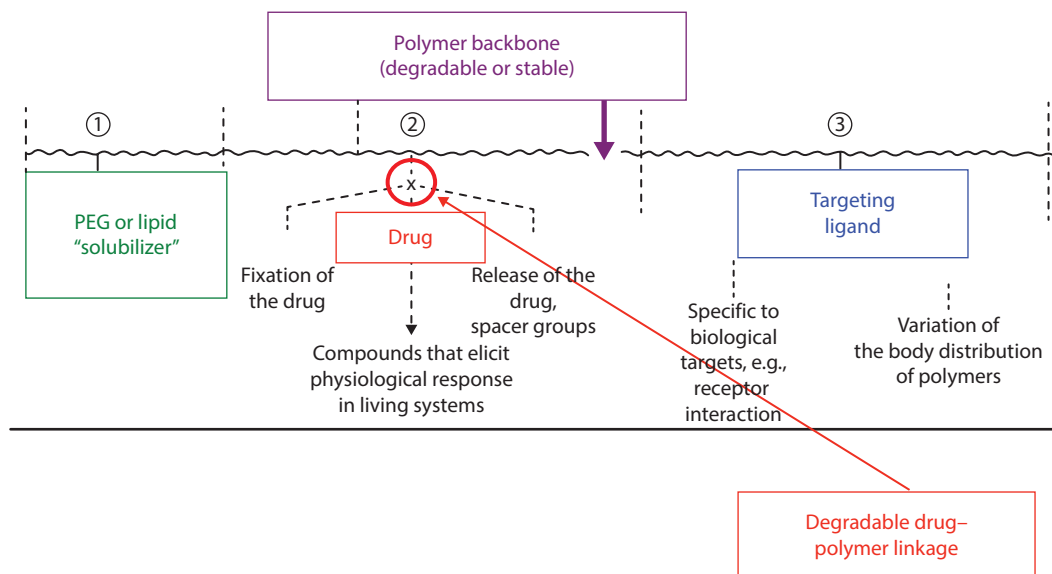 Polymer backbone
(degradable or stable)
①
②
③
x
PEG or lipid
“solubilizer”
Drug
Targeting
ligand
Fixation of
the drug
Release of the
drug,
spacer groups
Compounds that elicit
physiological response
in living systems
Specific to
biological
targets, e.g.,
receptor
interaction
Variation of
the body distribution
of polymers
Degradable drug–
polymer linkage